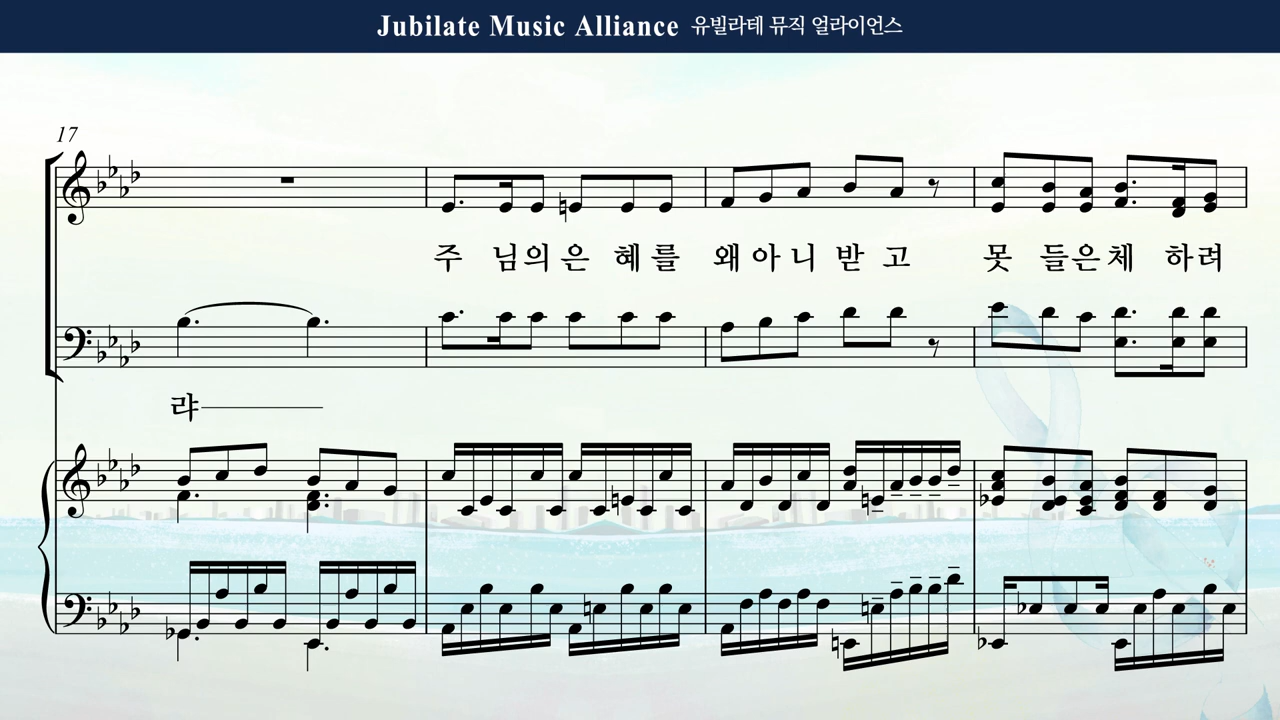 Jubilate Music Alliance 유빌라테 뮤직 얼라이언스
17
주 님의 은 혜 를 왜 아 니 받 고 못 들은 체 하 려
랴